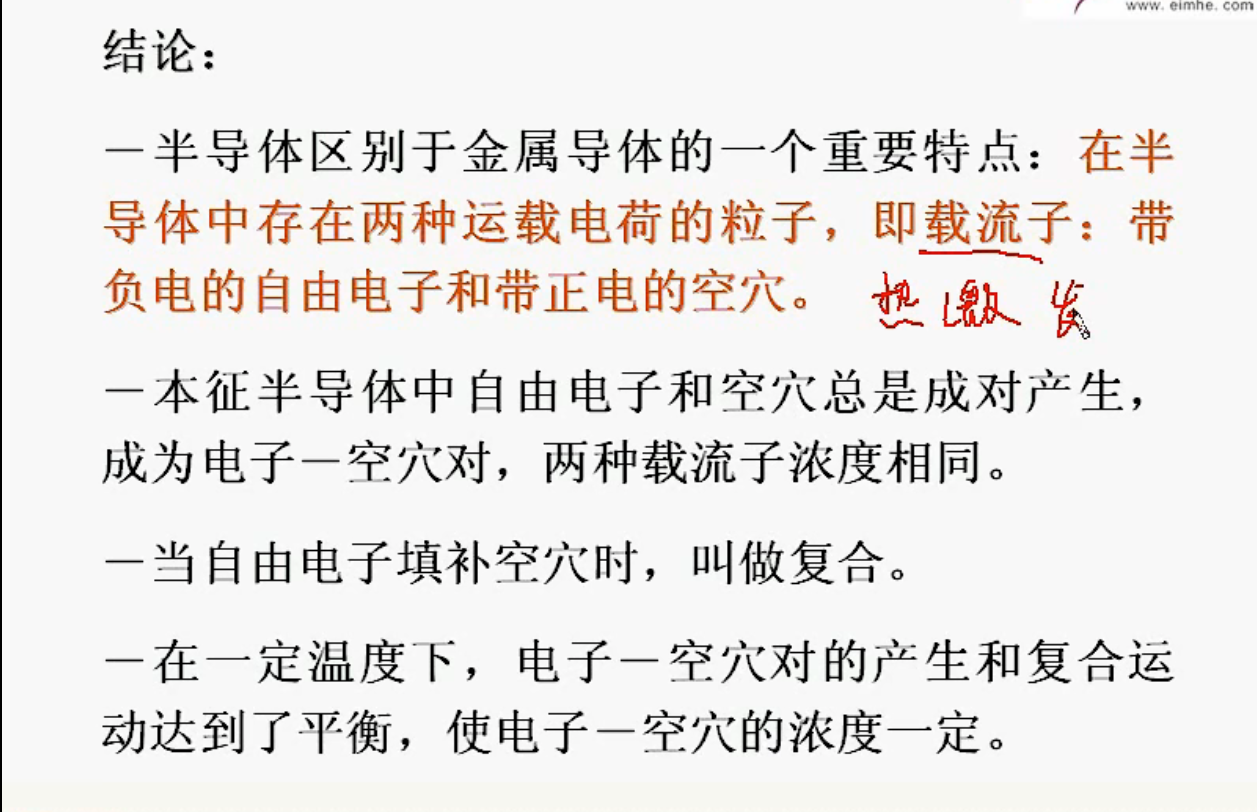 www. eimhe. com
结论：
－半导体区别于金属导体的一个重要特点：在半
导体中存在两种运载电荷的粒子，即载流子：带
负电的自由电子和带正电的空穴。
热激发
－本征半导体中自由电子和空穴总是成对产生，
成为电子－空穴对，两种载流子浓度相同。
－当自由电子填补空穴时，叫做复合。
－在一定温度下，电子－空穴对的产生和复合运
动达到了平衡，使电子－空穴的浓度一定。